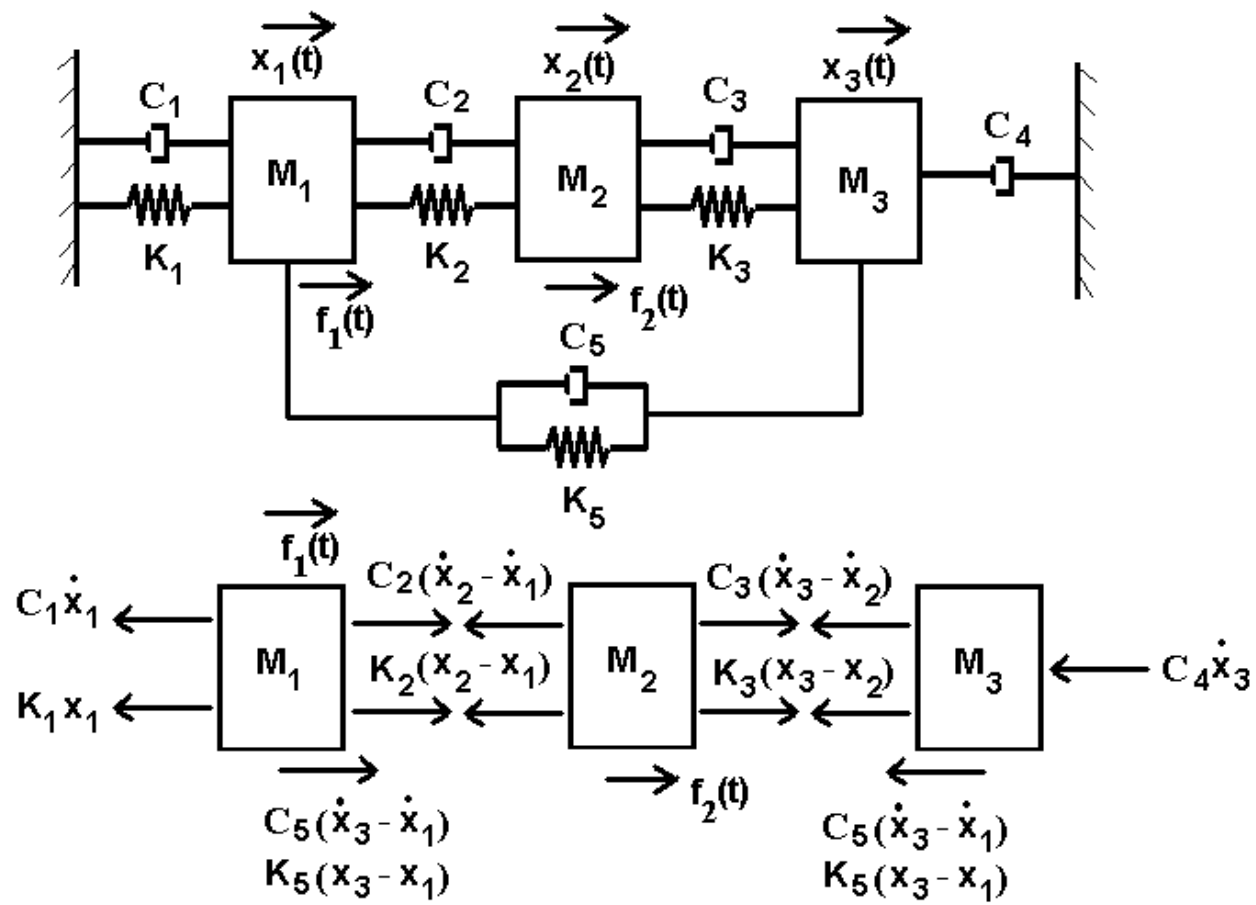 x₁(t) x₂(t) x₃(t)
C₁ C₂ C₃ C₄
M₁ M₂ M₃
K₁ K₂ K₃
f₁(t) f₂(t)
C₅
K₅
f₁(t)
C₁ẋ₁ C₂(ẋ₂ - ẋ₁) C₃(ẋ₃ - ẋ₂)
M₁ K₂(x₂ - x₁) M₂ K₃(x₃ - x₂) M₃ C₄ẋ₃
K₁x₁
f₂(t)
C₅(ẋ₃ - ẋ₁) C₅(ẋ₃ - ẋ₁)
K₅(x₃ - x₁) K₅(x₃ - x₁)